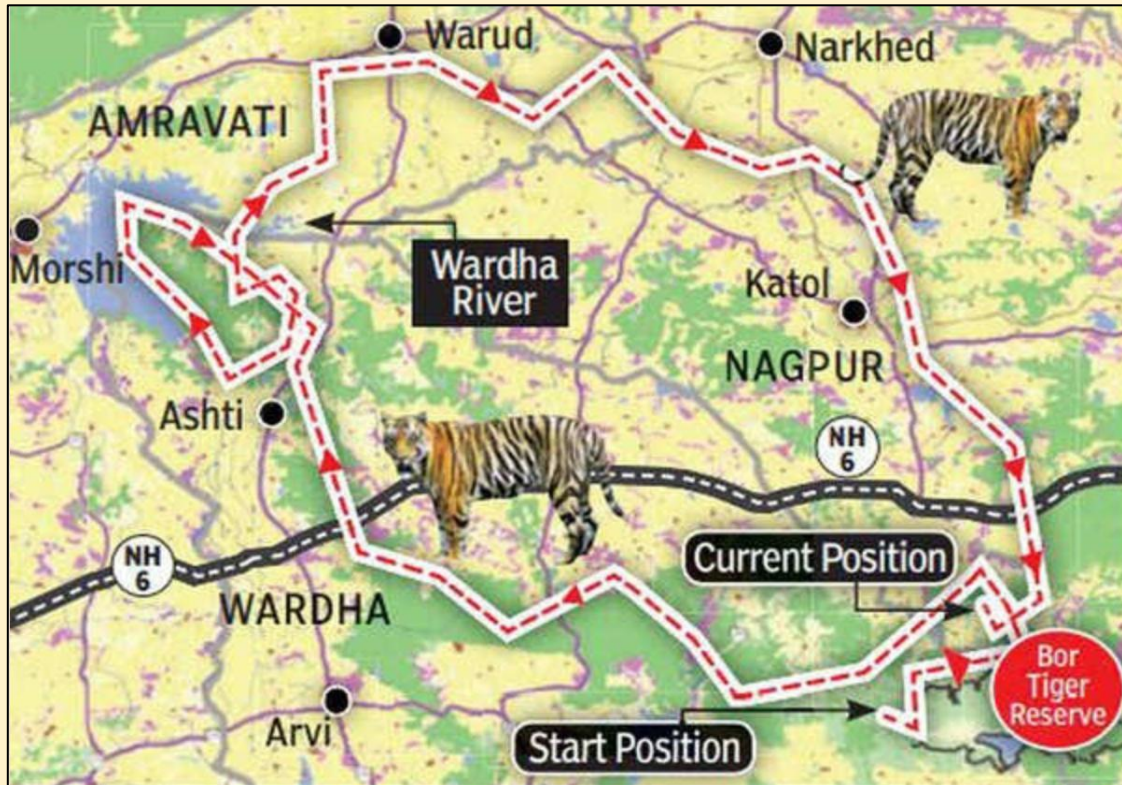 Warud
Narkhed
AMRAVATI
Morshi
Wardha
River
Katol
NAGPUR
Ashti
NH
6
NH
6
Current Position
WARDHA
Bor
Tiger
Reserve
Arvi
Start Position